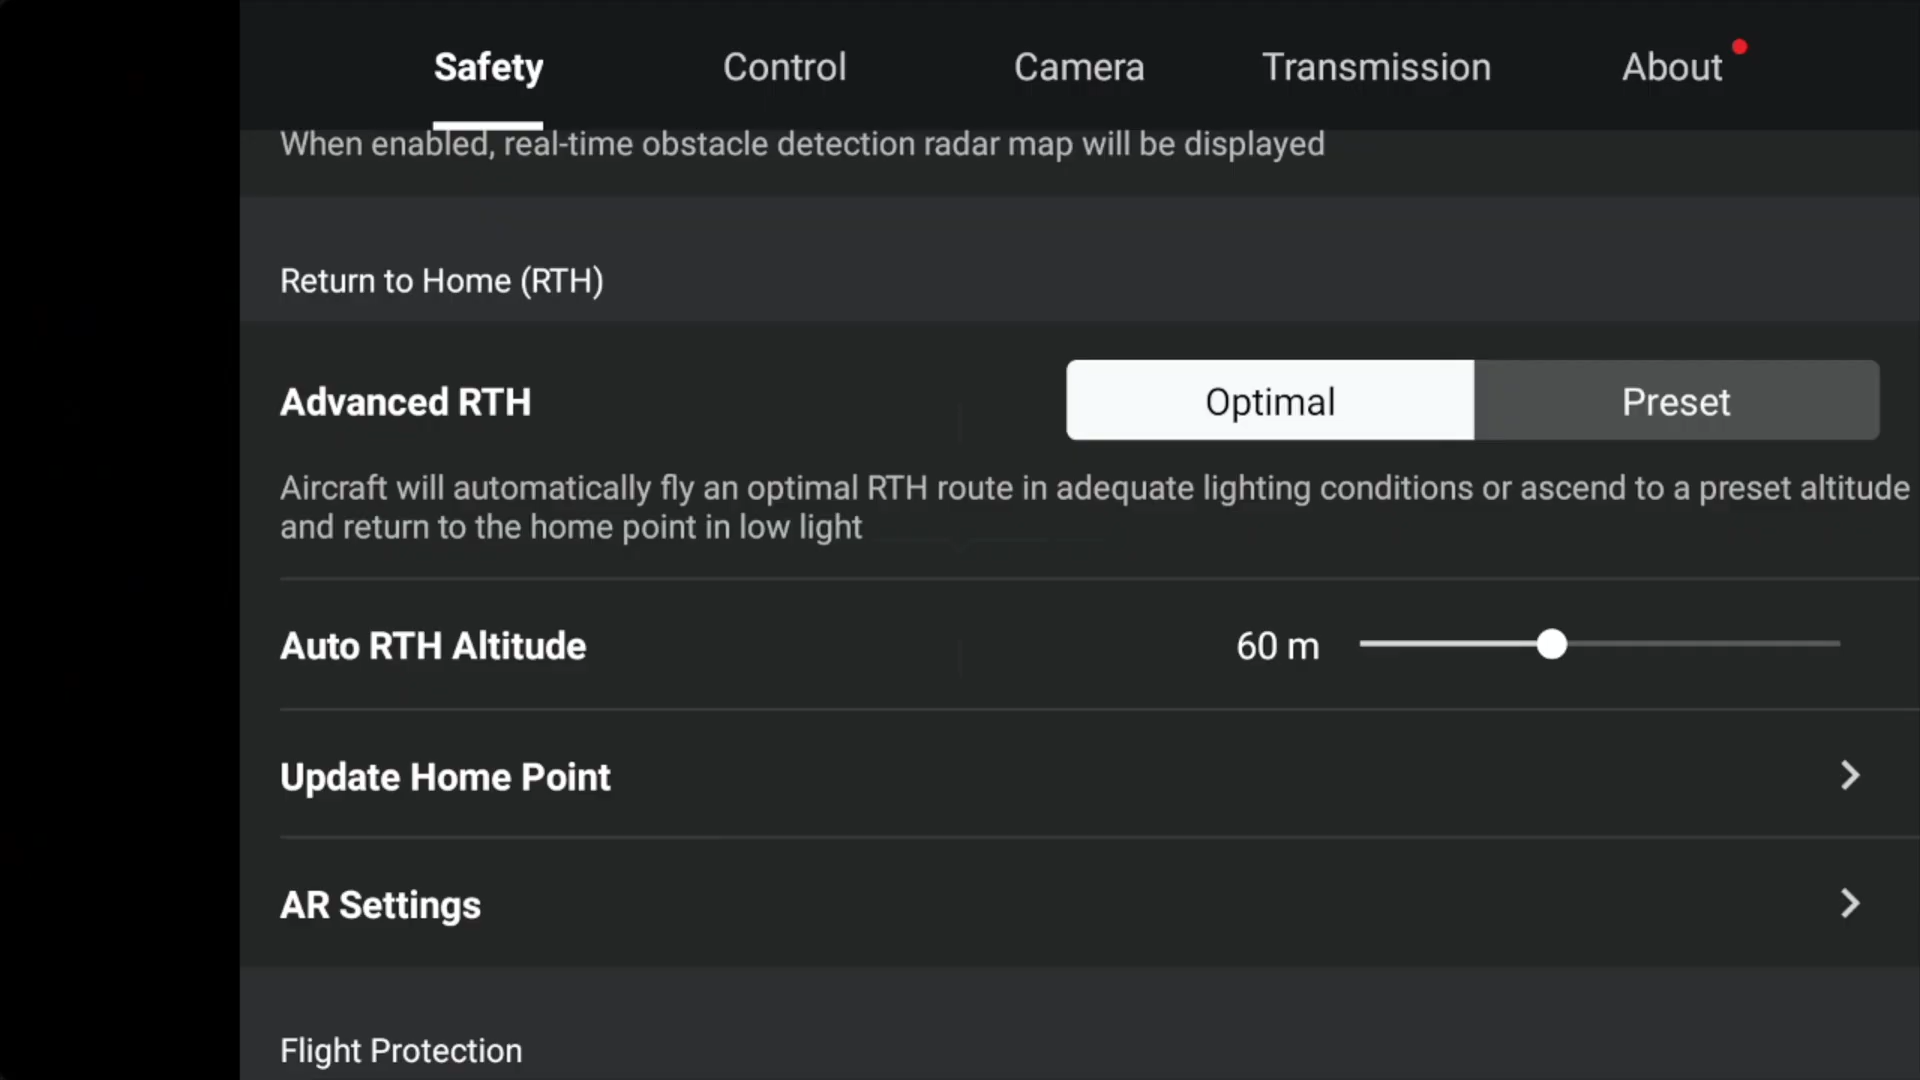 Safety Control Camera Transmission About
When enabled, real-time obstacle detection radar map will be displayed
Return to Home (RTH)
Advanced RTH Optimal Preset
Aircraft will automatically fly an optimal RTH route in adequate lighting conditions or ascend to a preset altitude
and return to the home point in low light
Auto RTH Altitude 60 m
Update Home Point
AR Settings
Flight Protection